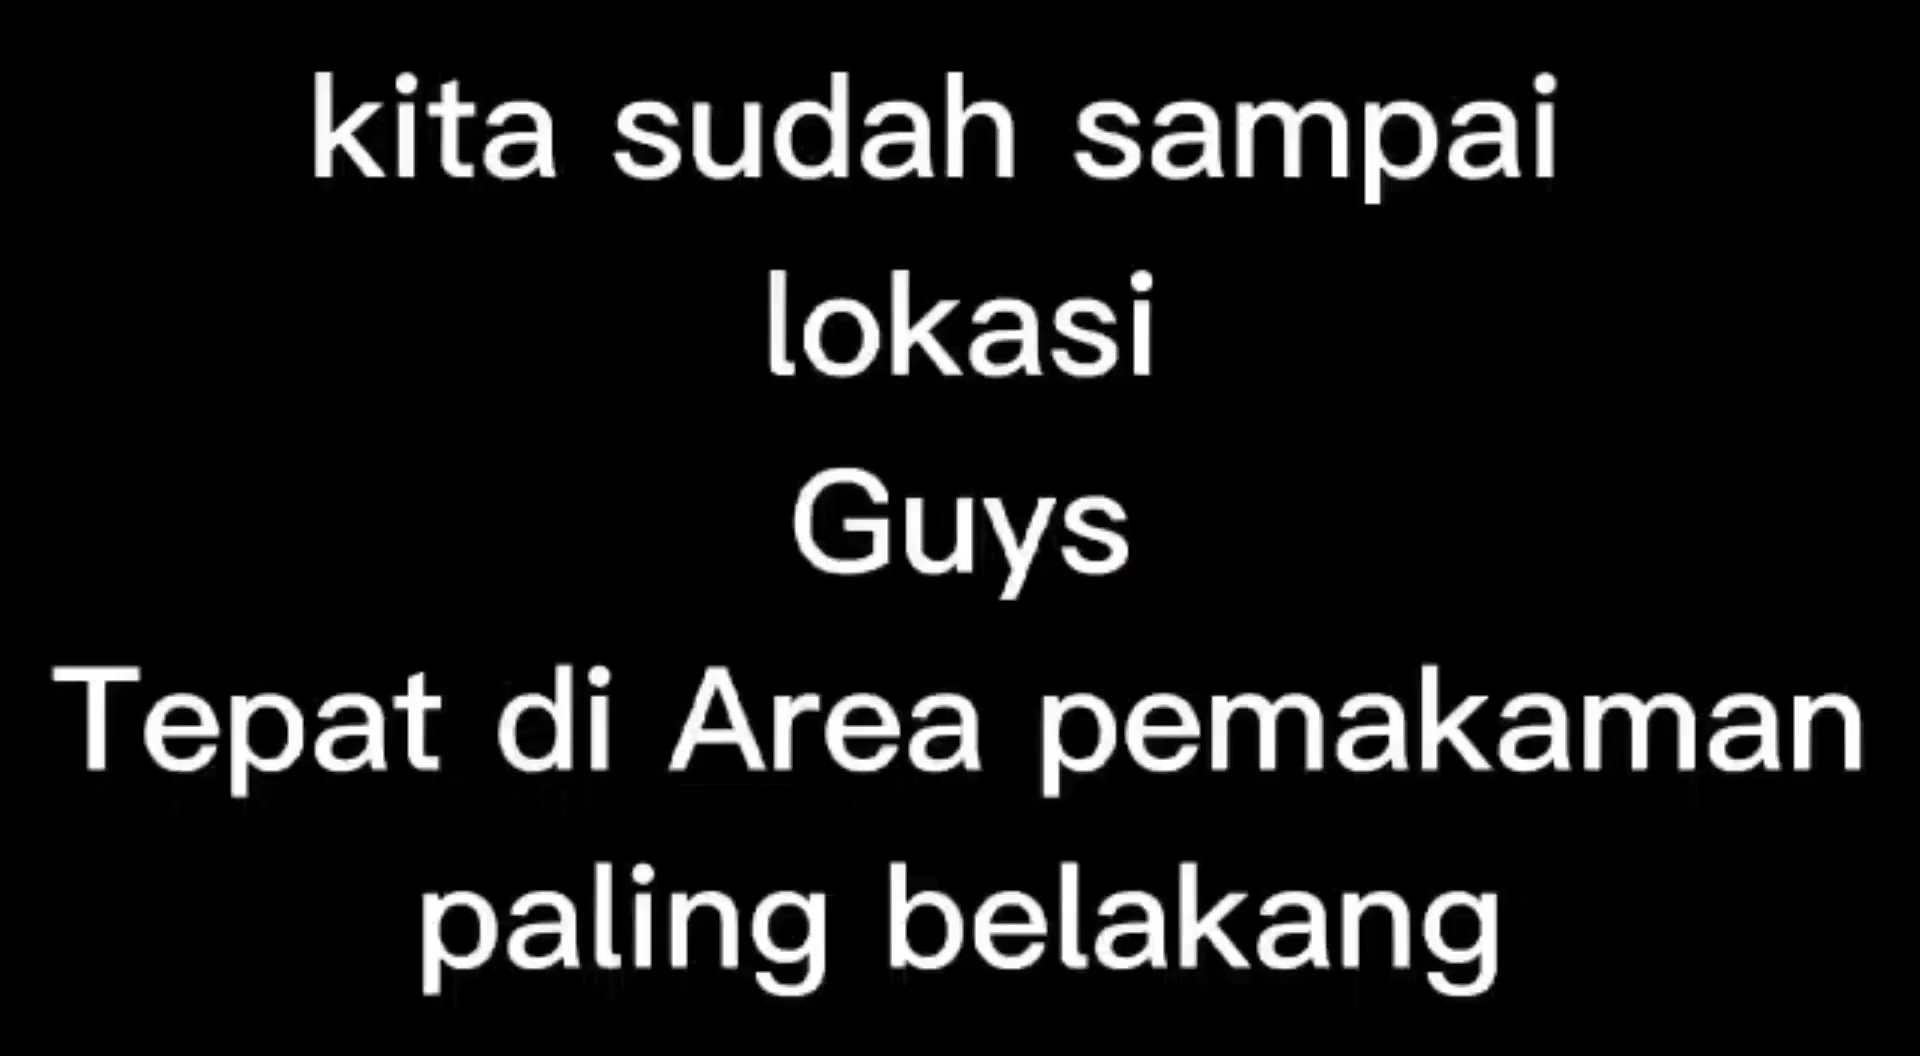 kita sudah sampai
lokasi
Guys
Tepat di Area pemakaman
paling belakang